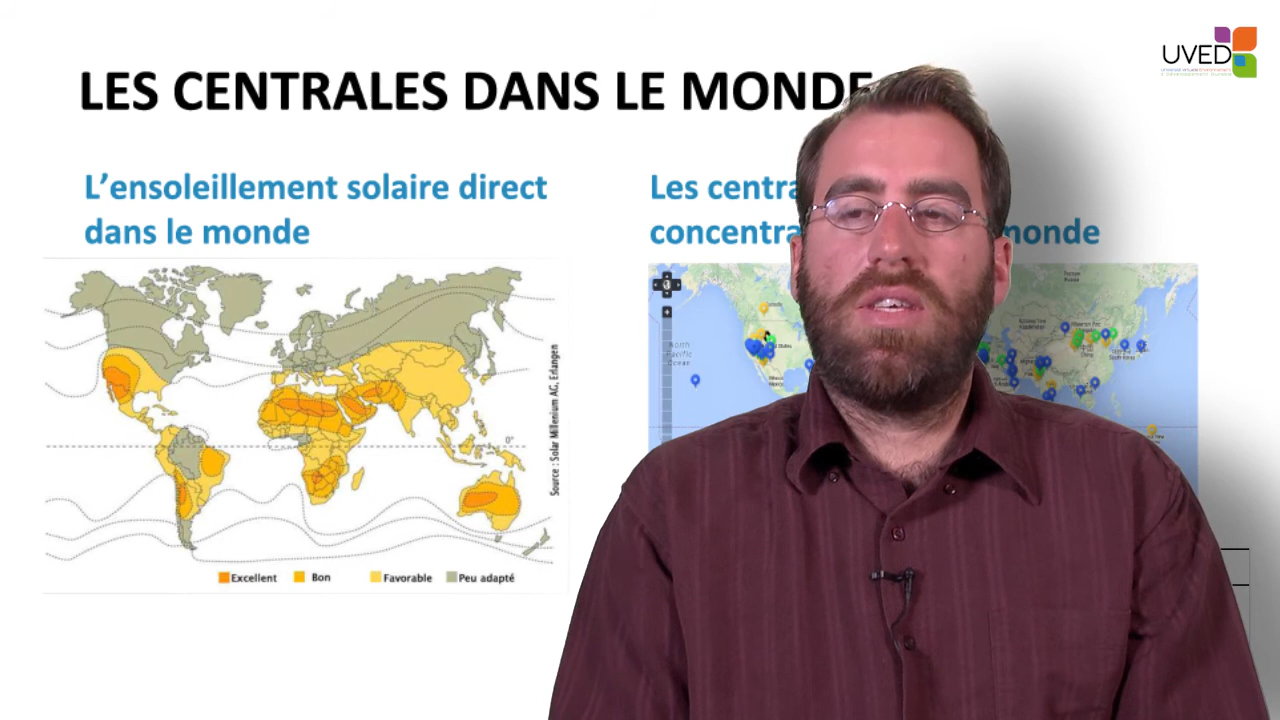 UVED
LES CENTRALES DANS LE MONDE
L’ensoleillement solaire direct
dans le monde
Les centra
concentra
monde
North
Pacific
Ocean
Source : Solar Millenium AG, Erlangen
0°
Excellent
Bon
Favorable
Peu adapté